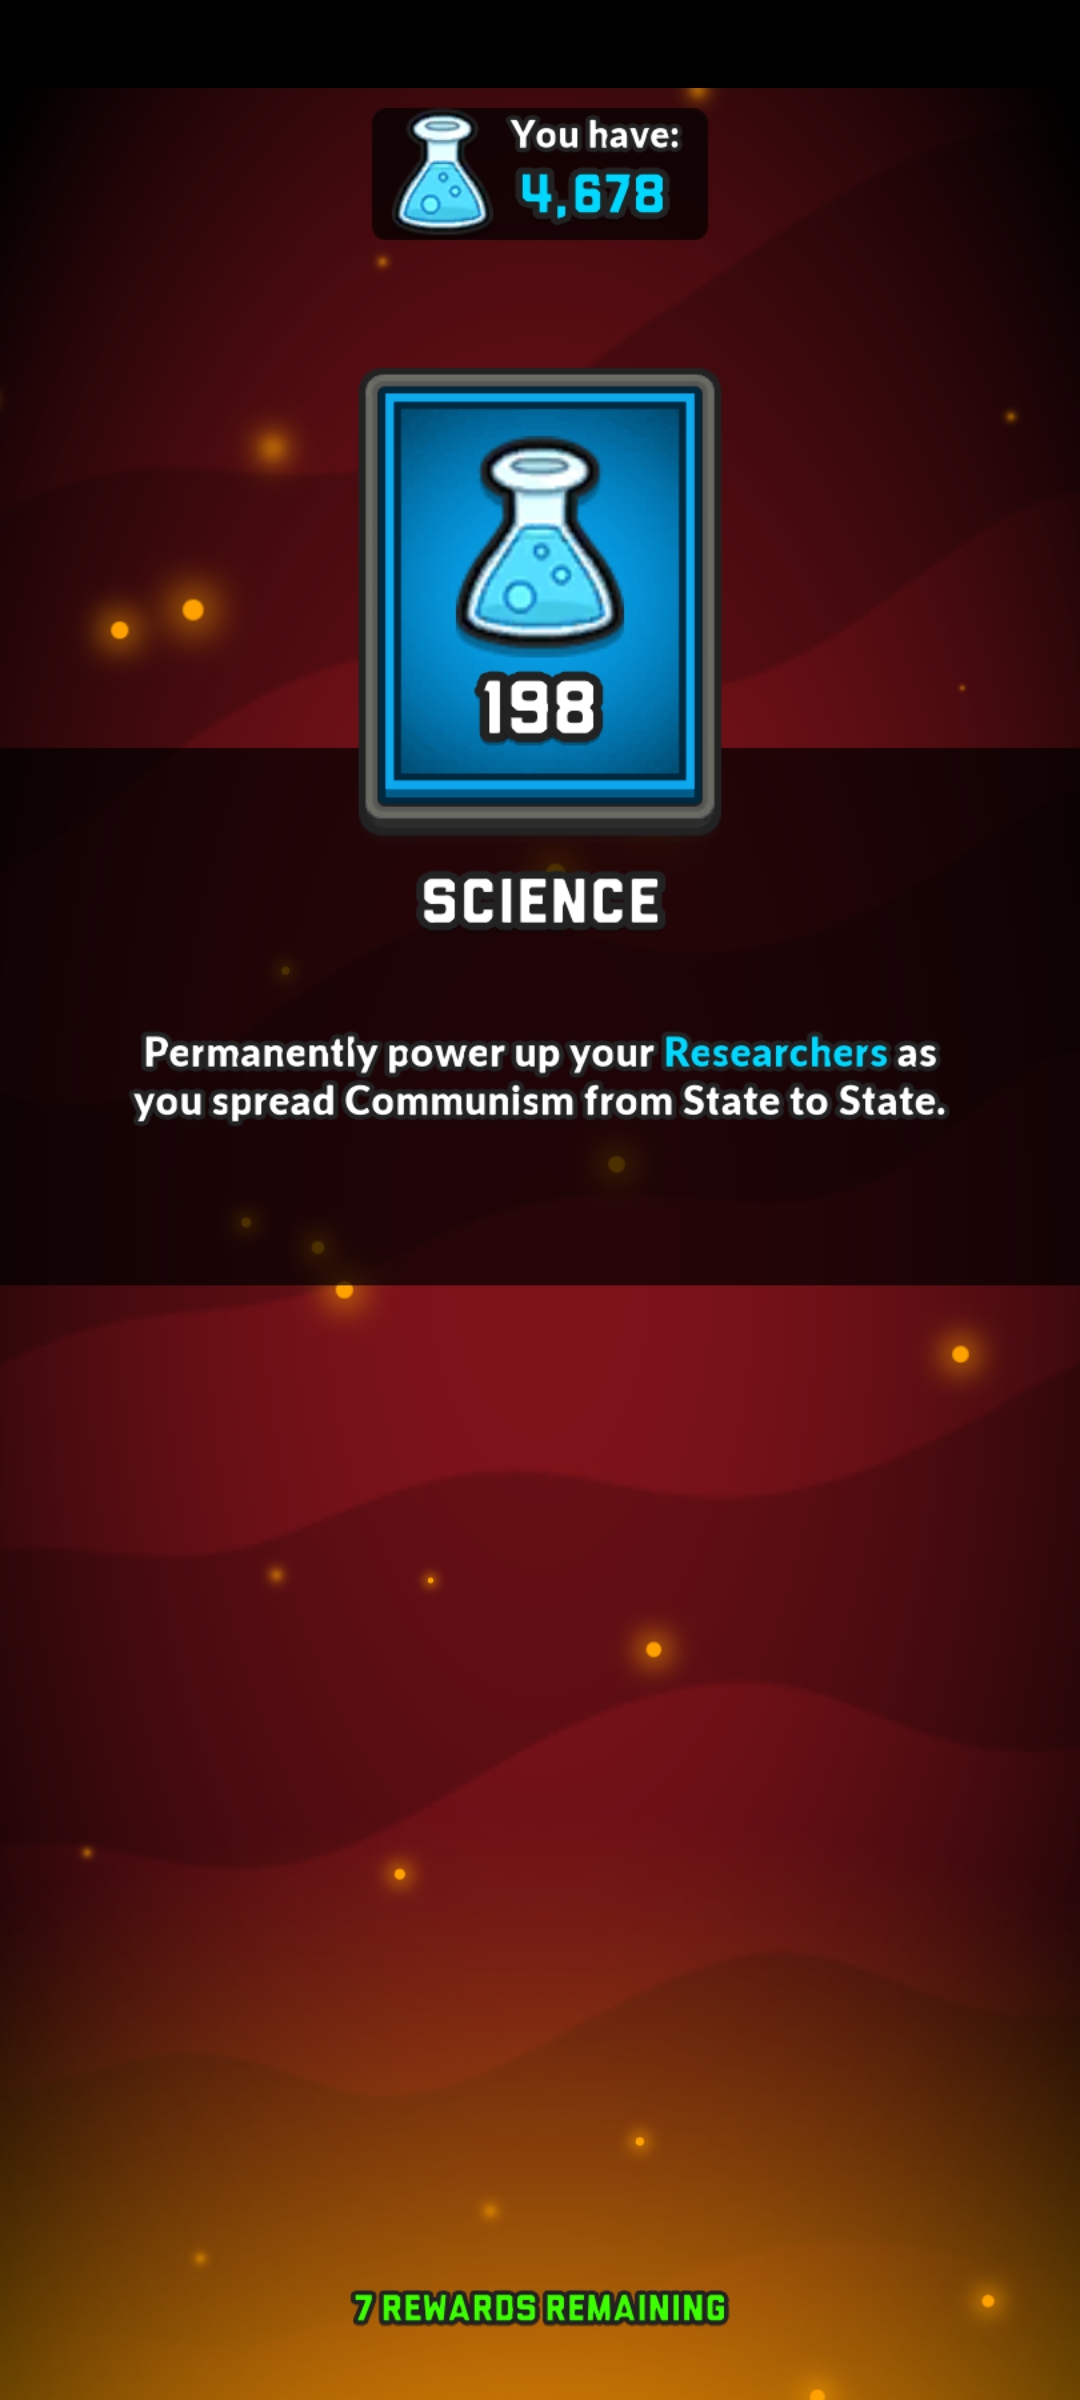 You have:
4,678
198
SCIENCE
Permanently power up your Researchers as
you spread Communism from State to State.
7 REWARDS REMAINING